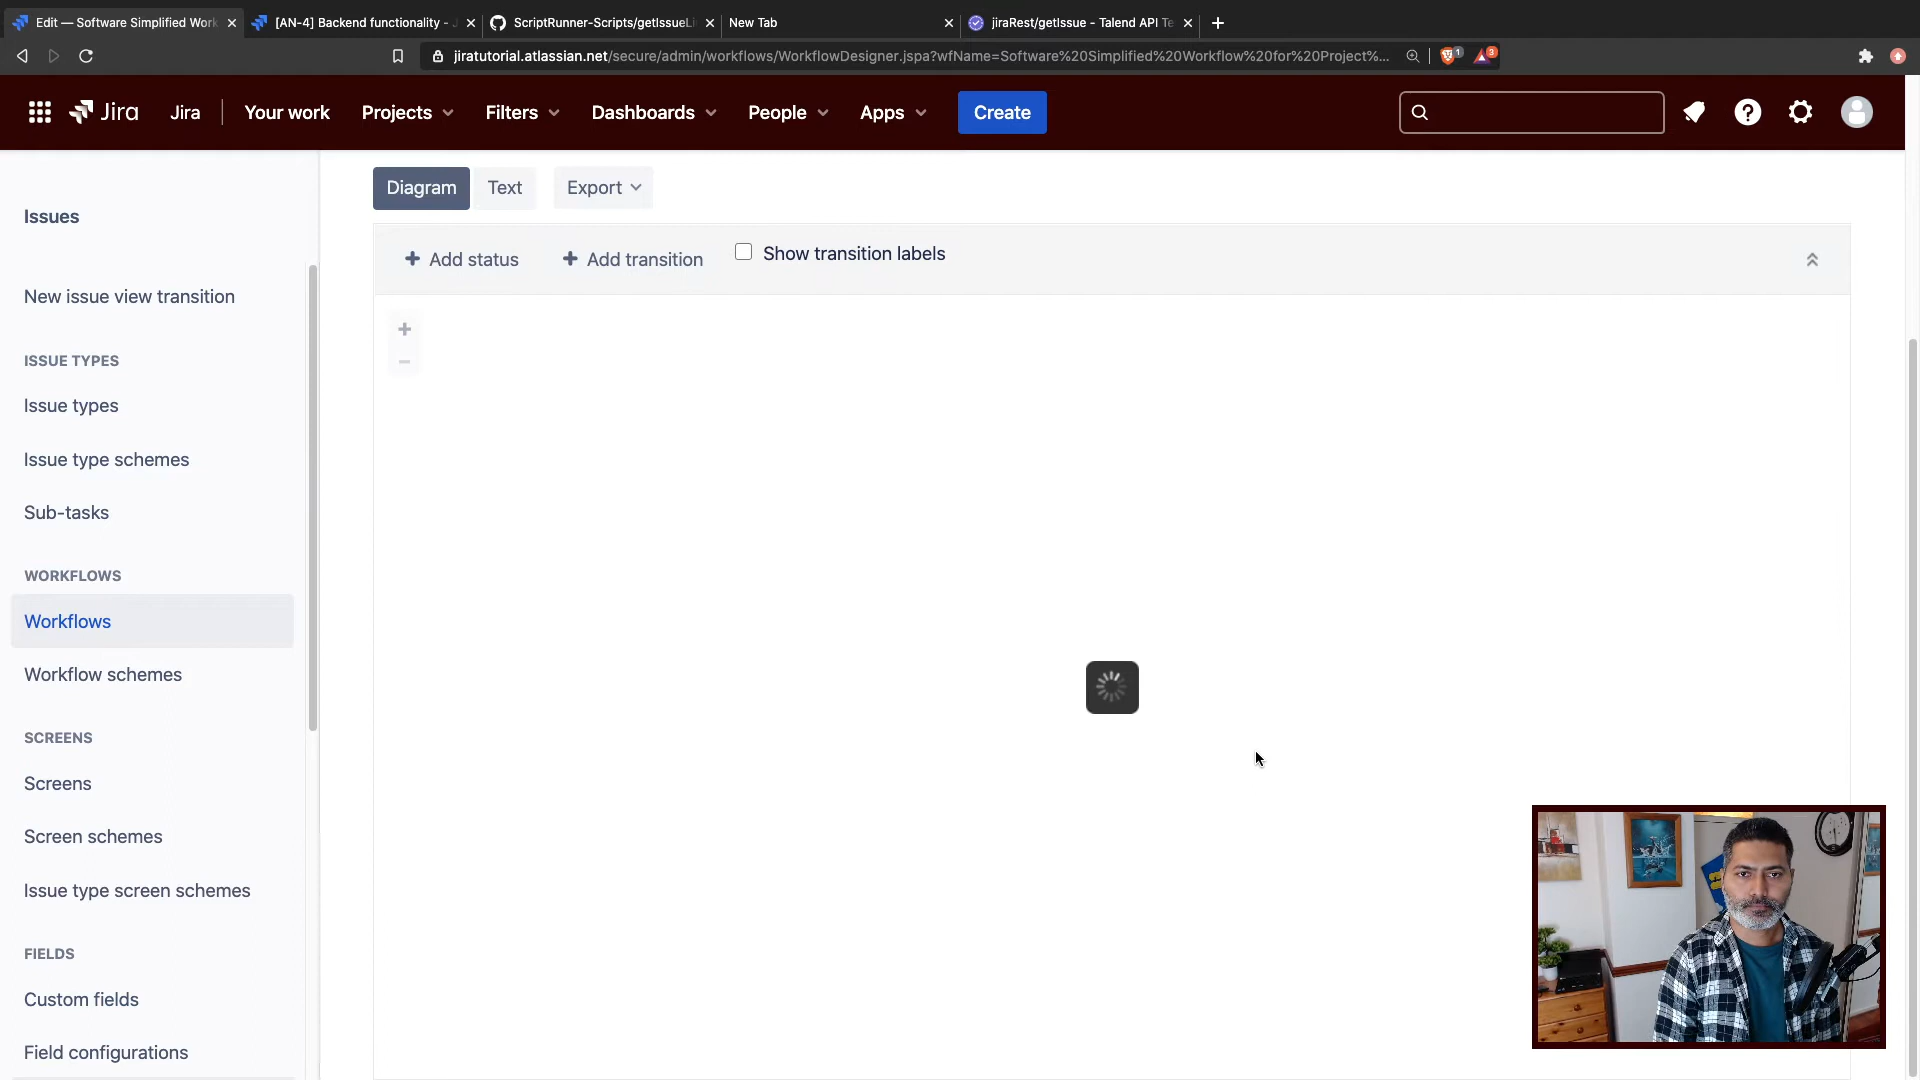 Edit — Software Simplified Work
[AN-4] Backend functionality - J
ScriptRunner-Scripts/getIssueLi
New Tab
jiraRest/getIssue - Talend API Te
jiratutorial.atlassian.net/secure/admin/workflows/WorkflowDesigner.jspa?wfName=Software%20Simplified%20Workflow%20for%20Project%...
1
3
Jira
Jira
Your work
Projects
Filters
Dashboards
People
Apps
Create
Diagram
Text
Export
Issues
Add status
Add transition
Show transition labels
New issue view transition
ISSUE TYPES
Issue types
Issue type schemes
Sub-tasks
WORKFLOWS
Workflows
Workflow schemes
SCREENS
Screens
Screen schemes
Issue type screen schemes
FIELDS
Custom fields
Field configurations